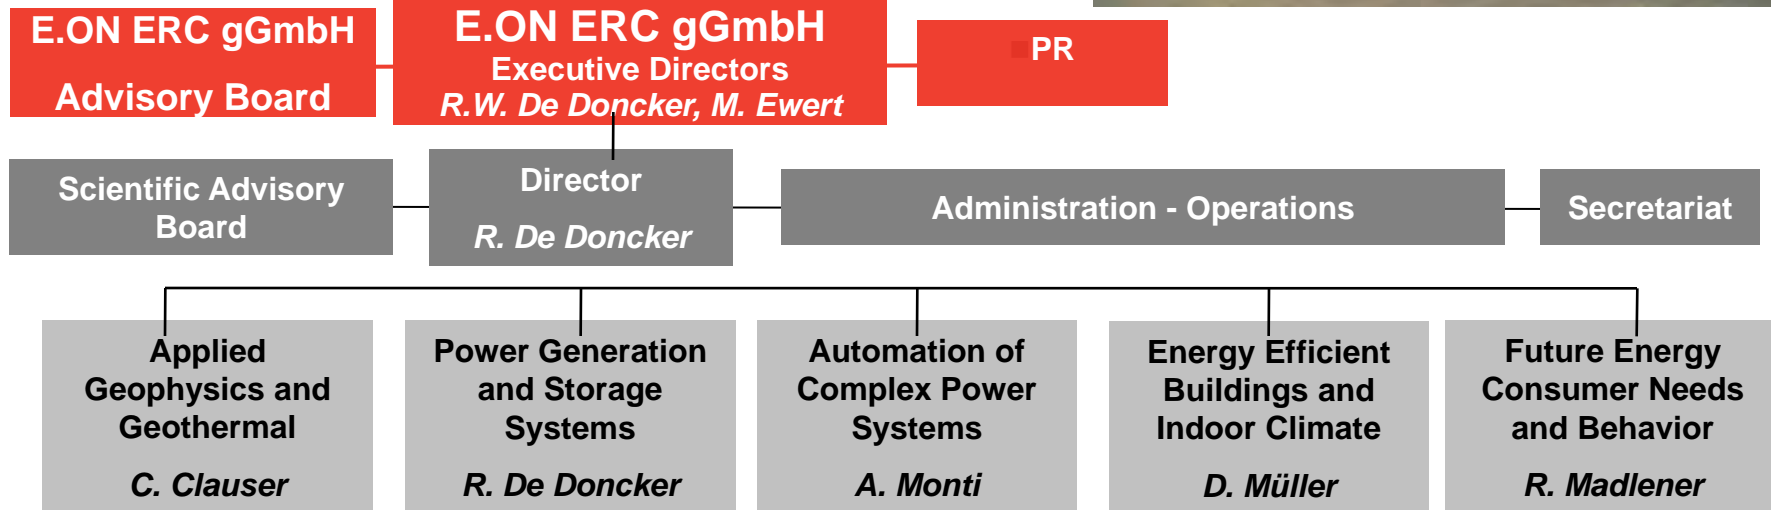 E.ON ERC gGmbH
Advisory Board
E.ON ERC gGmbH
Executive Directors
R.W. De Doncker, M. Ewert
PR
Scientific Advisory
Board
Director
R. De Doncker
Administration - Operations
Secretariat
Applied
Geophysics and
Geothermal
C. Clauser
Power Generation
and Storage
Systems
R. De Doncker
Automation of
Complex Power
Systems
A. Monti
Energy Efficient
Buildings and
Indoor Climate
D. Müller
Future Energy
Consumer Needs
and Behavior
R. Madlener